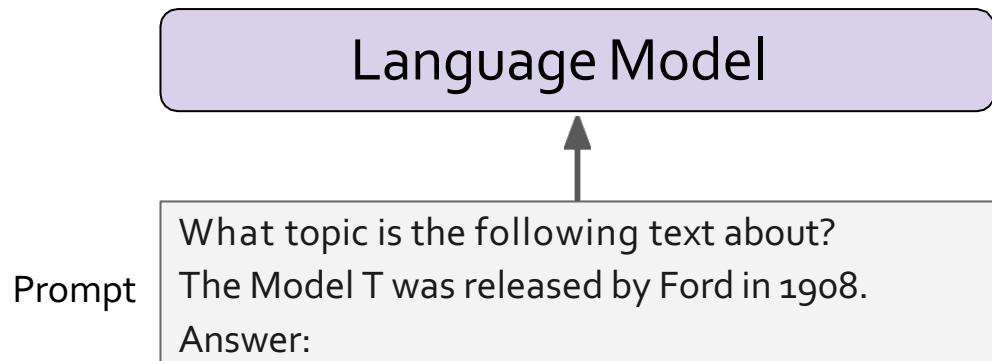 Language Model
What topic is the following text about?
Prompt
The Model T was released by Ford in 1908.
Answer: